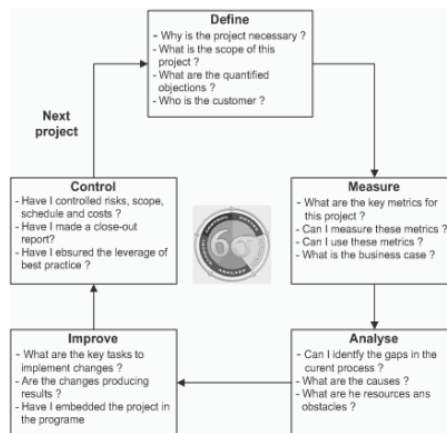 Define
- Why is the project necessary ?
- What is the scope of this
project ?
- What are the quantified
objections ?
- Who is the customer ?
Next
project
Control
- Have I controlled risks, scope,
schedule and costs ?
- Have I made a close-out
report?
- Have I ebsured the leverage of
best practice ?
Measure
- What are the key metrics for
this project ?
- Can I measure these metrics ?
- Can I use these metrics ?
- What is the business case ?
6σ
Improve
- What are the key tasks to
implement changes ?
- Are the changes producing
results ?
- Have I embedded the project in
the programe
Analyse
- Can I identfy the gaps in the
curent process ?
- What are the causes ?
- What are he resources ans
obstacles ?